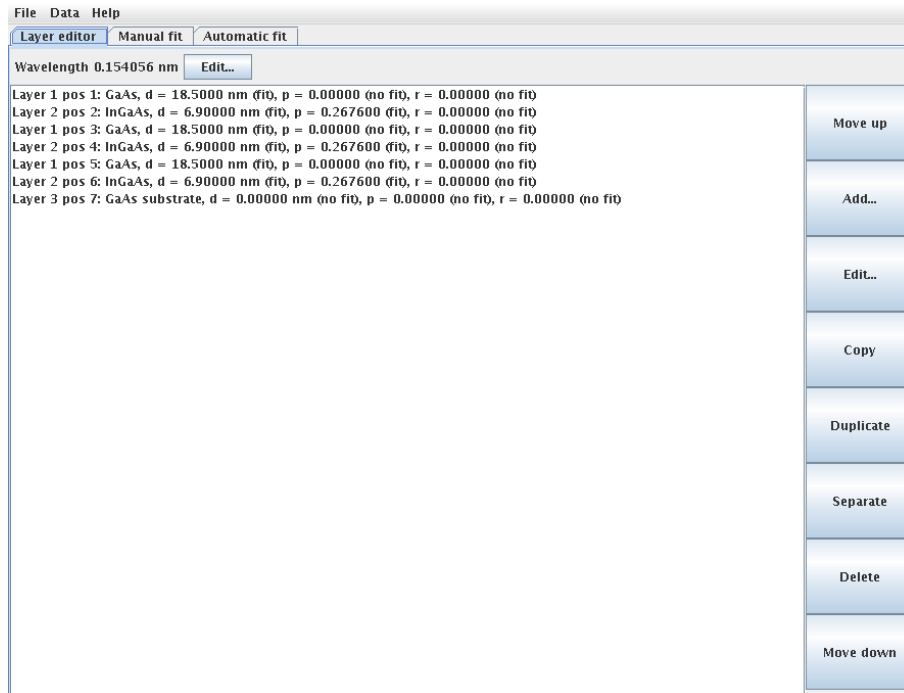 File Data Help
Layer editor Manual fit Automatic fit
Wavelength 0.154056 nm Edit...
Layer 1 pos 1: GaAs, d = 18.5000 nm (fit), p = 0.00000 (no fit), r = 0.00000 (no fit)
Layer 2 pos 2: InGaAs, d = 6.90000 nm (fit), p = 0.267600 (fit), r = 0.00000 (no fit)
Layer 1 pos 3: GaAs, d = 18.5000 nm (fit), p = 0.00000 (no fit), r = 0.00000 (no fit)
Layer 2 pos 4: InGaAs, d = 6.90000 nm (fit), p = 0.267600 (fit), r = 0.00000 (no fit)
Layer 1 pos 5: GaAs, d = 18.5000 nm (fit), p = 0.00000 (no fit), r = 0.00000 (no fit)
Layer 2 pos 6: InGaAs, d = 6.90000 nm (fit), p = 0.267600 (fit), r = 0.00000 (no fit)
Layer 3 pos 7: GaAs substrate, d = 0.00000 nm (no fit), p = 0.00000 (no fit), r = 0.00000 (no fit)
Move up
Add...
Edit...
Copy
Duplicate
Separate
Delete
Move down